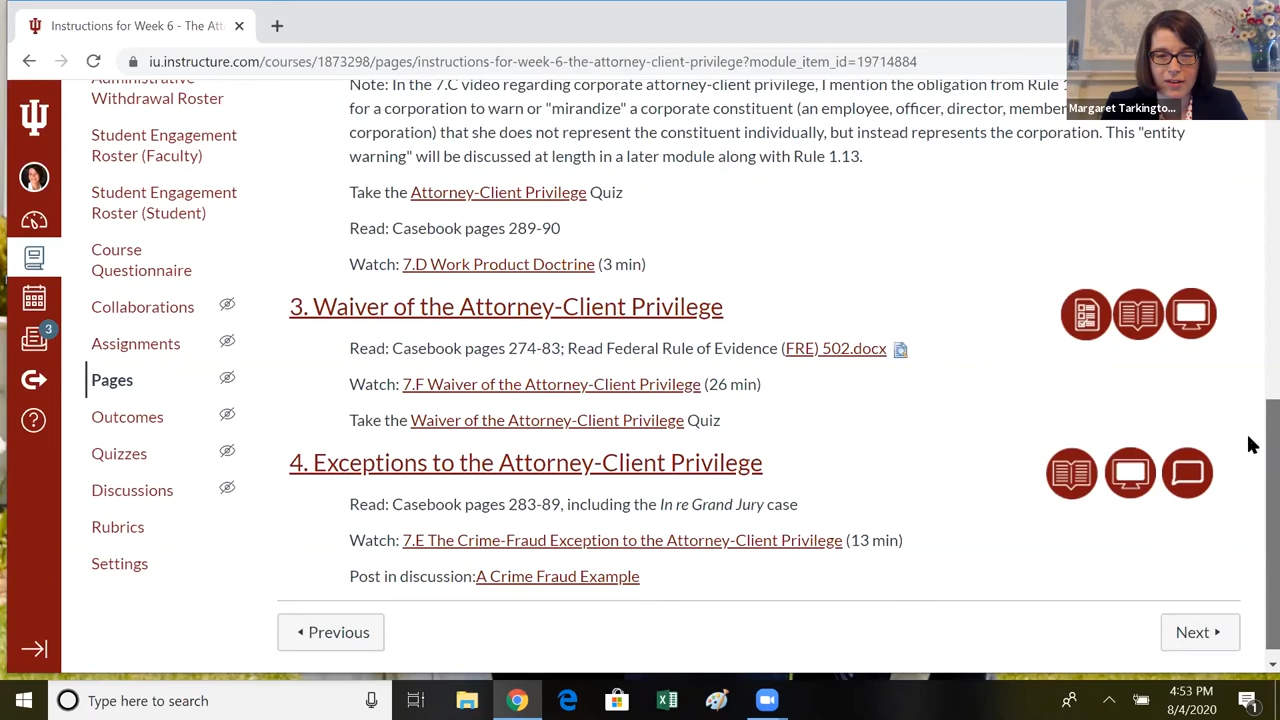 Instructions for Week 6 - The Att
iu.instructure.com/courses/1873298/pages/instructions-for-week-6-the-attorney-client-privilege?module_item_id=19714884
Margaret Tarkingto...
Administrative
Withdrawal Roster
Student Engagement
Roster (Faculty)
Student Engagement
Roster (Student)
Course
Questionnaire
Collaborations
Assignments
Pages
Outcomes
Quizzes
Discussions
Rubrics
Settings
3
Note: In the 7.C video regarding corporate attorney-client privilege, I mention the obligation from Rule 1
for a corporation to warn or "mirandize" a corporate constituent (an employee, officer, director, member
corporation) that she does not represent the constituent individually, but instead represents the corporation. This "entity
warning" will be discussed at length in a later module along with Rule 1.13.
Take the Attorney-Client Privilege Quiz
Read: Casebook pages 289-90
Watch: 7.D Work Product Doctrine (3 min)
3. Waiver of the Attorney-Client Privilege
Read: Casebook pages 274-83; Read Federal Rule of Evidence (FRE) 502.docx
Watch: 7.F Waiver of the Attorney-Client Privilege (26 min)
Take the Waiver of the Attorney-Client Privilege Quiz
4. Exceptions to the Attorney-Client Privilege
Read: Casebook pages 283-89, including the In re Grand Jury case
Watch: 7.E The Crime-Fraud Exception to the Attorney-Client Privilege (13 min)
Post in discussion:A Crime Fraud Example
Previous
Next
Type here to search
4:53 PM
8/4/2020
1